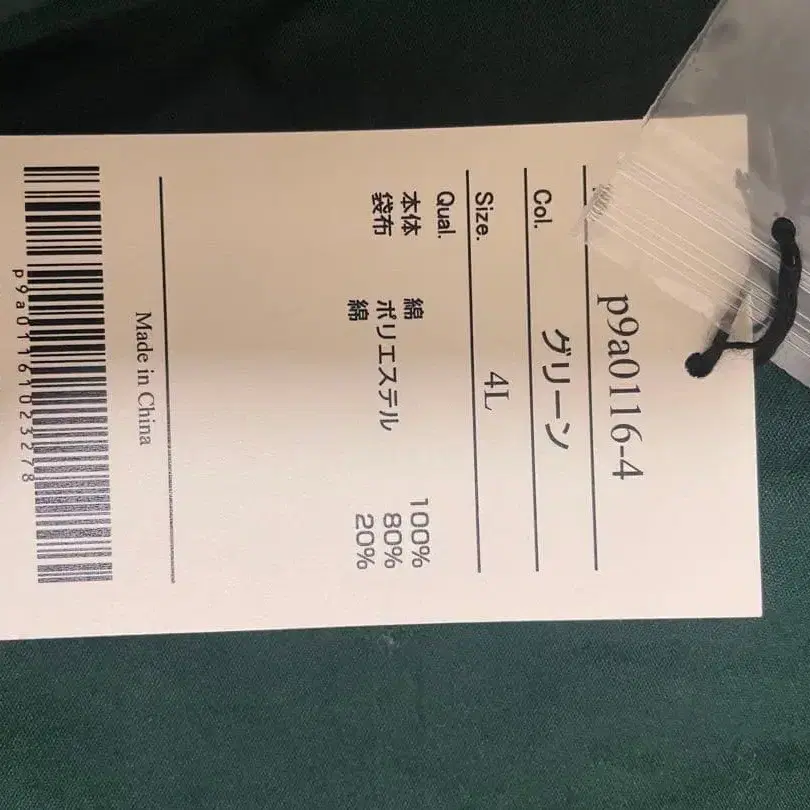 p9a0116-4
Col. グリーン
Size. 4L
Qual.
本体 綿 100%
袋布 ポリエステル 80%
綿 20%
Made in China
p9a01161023278